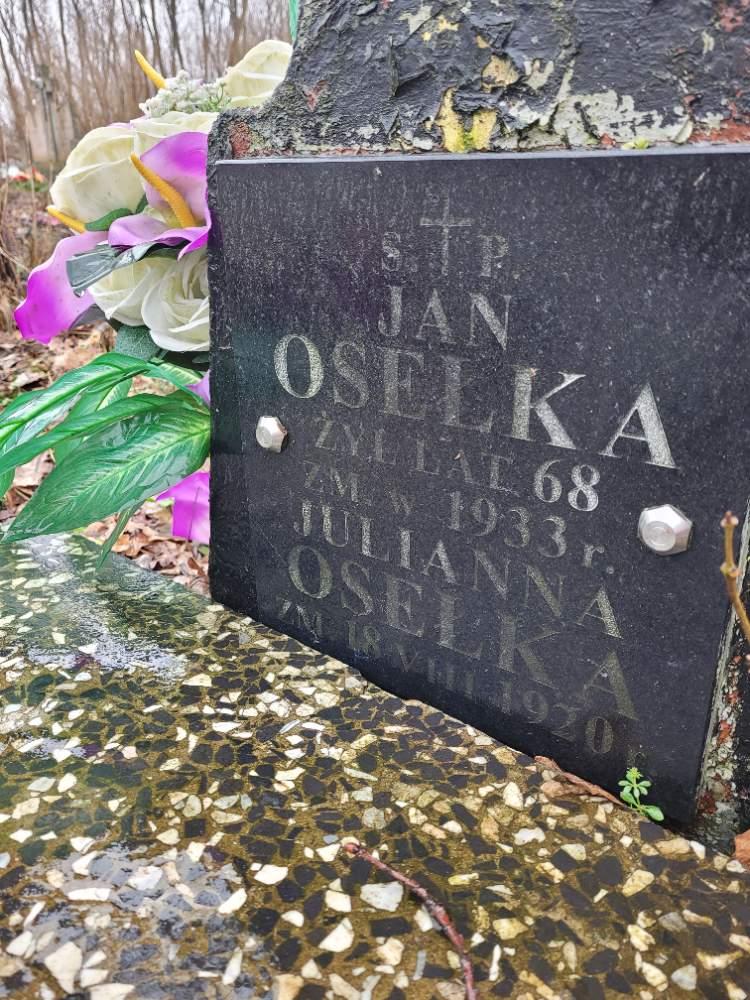 Ś. P.
JAN
OSEŁKA
ŻYŁ LAT 68
ZM. w 1933 r.
JULIANNA
OSEŁKA
ZM. 18 VIII 1920